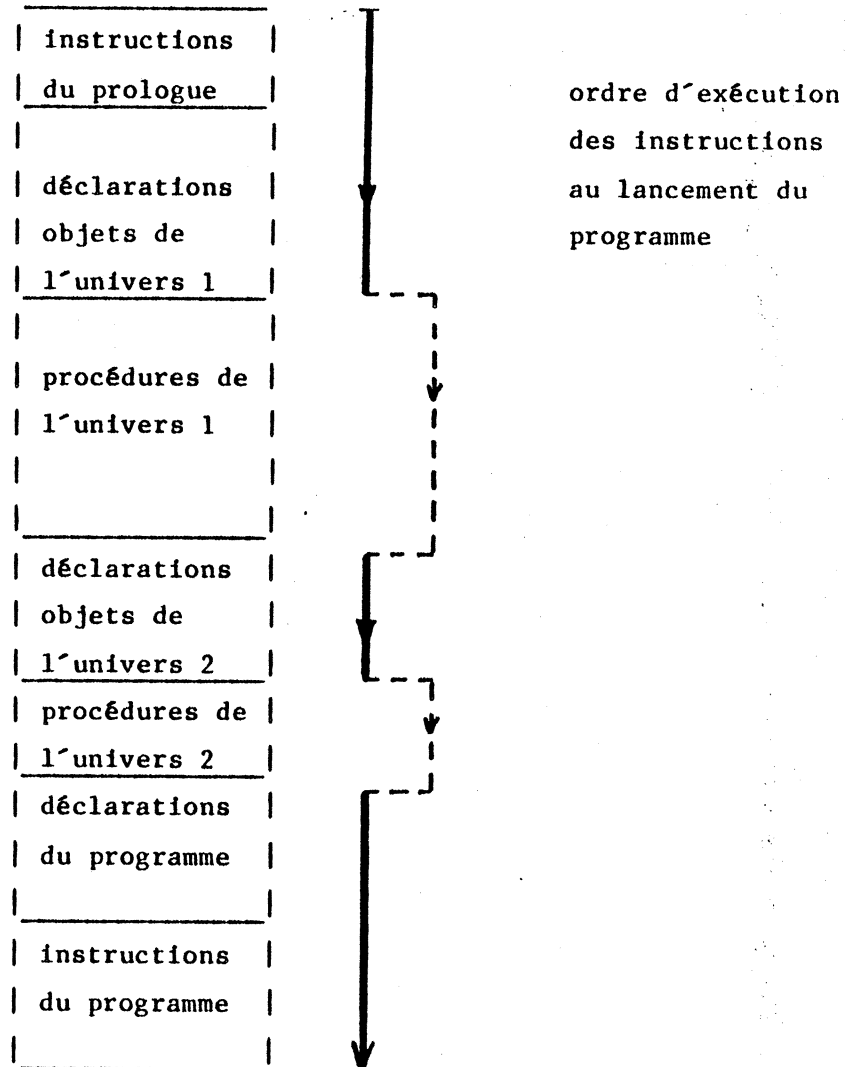 instructions
du prologue
déclarations
objets de
l´univers 1
procédures de
l´univers 1
déclarations
objets de
l´univers 2
procédures de
l´univers 2
déclarations
du programme
instructions
du programme
ordre d´exécution
des instructions
au lancement du
programme